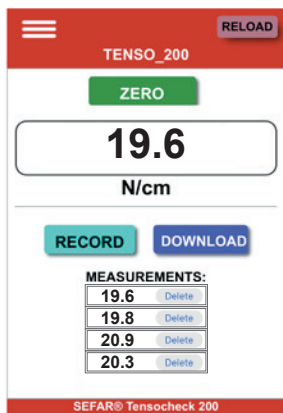 RELOAD
TENSO_200
ZERO
19.6
N/cm
RECORD DOWNLOAD
MEASUREMENTS:
19.6 Delete
19.8 Delete
20.9 Delete
20.3 Delete
SEFAR® Tensocheck 200